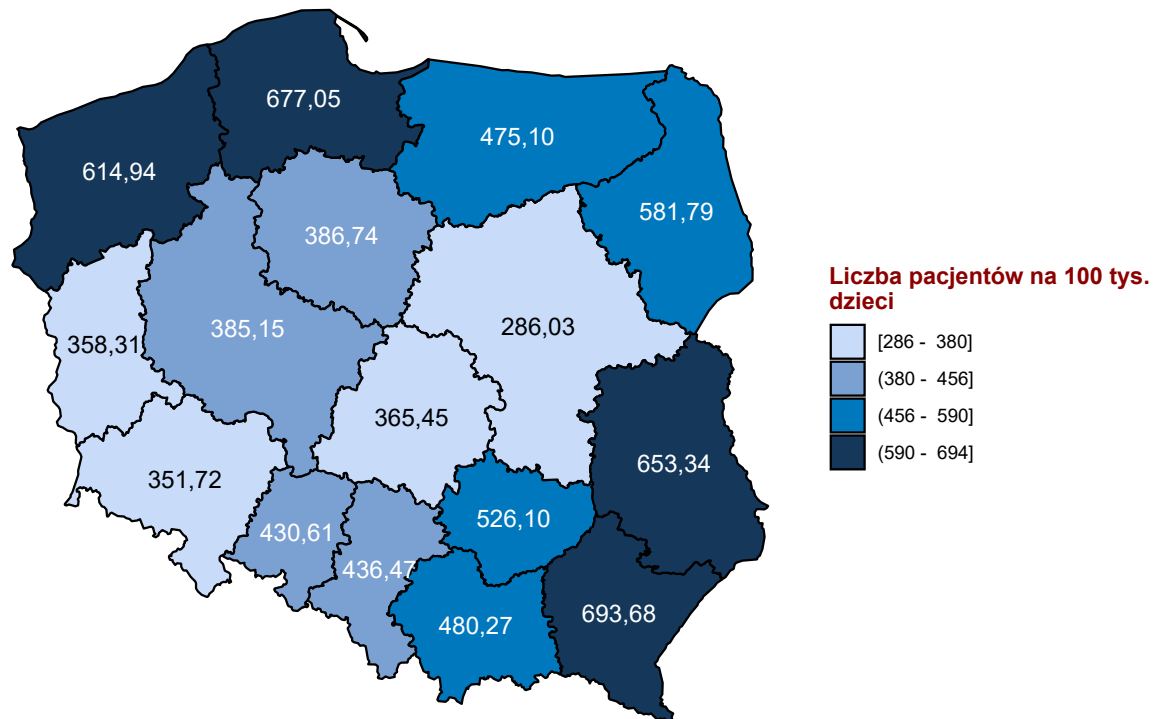 677,05
475,10
614,94
581,79
386,74
385,15
286,03
358,31
365,45
653,34
351,72
526,10
430,61
436,47
693,68
480,27
Liczba pacjentów na 100 tys.
dzieci
[286 - 380]
(380 - 456]
(456 - 590]
(590 - 694]